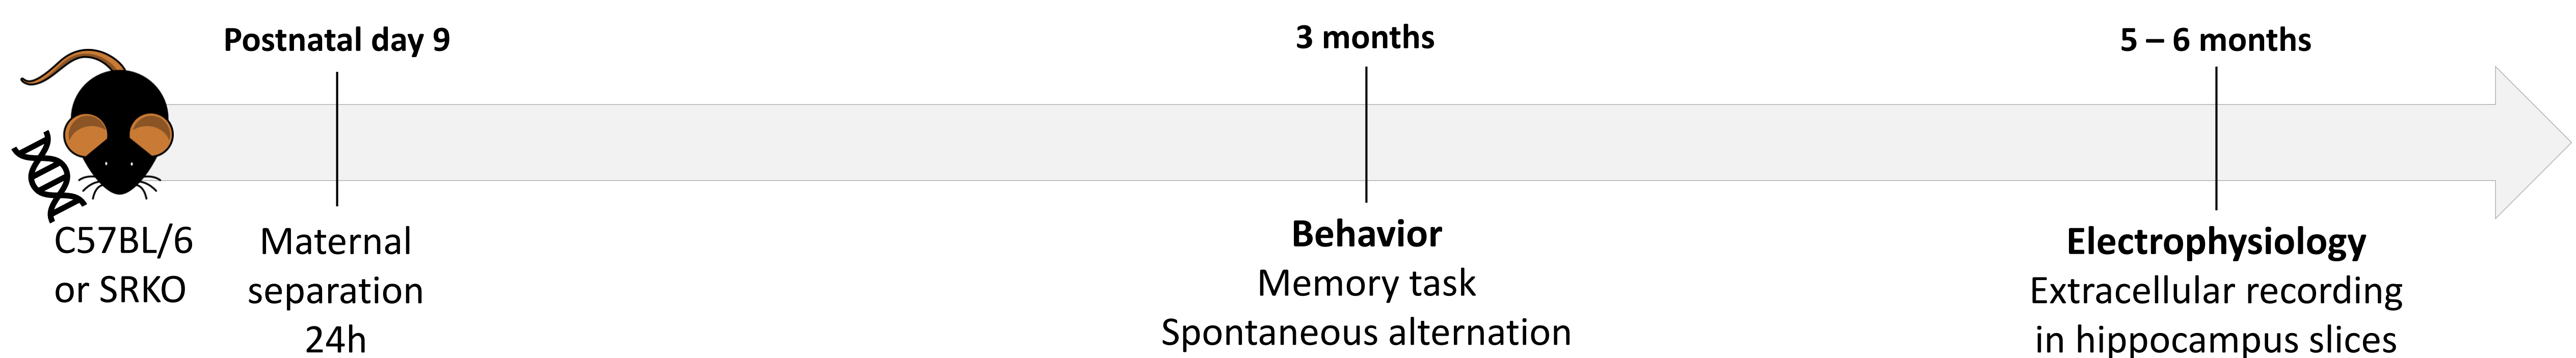 Postnatal day 9
3 months
5 – 6 months
C57BL/6
or SRKO
Maternal
separation
24h
Behavior
Memory task
Spontaneous alternation
Electrophysiology
Extracellular recording
in hippocampus slices